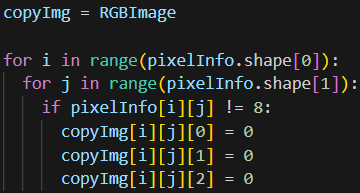 copyImg = RGBImage
for i in range(pixelInfo.shape[0]):
  for j in range(pixelInfo.shape[1]):
    if pixelInfo[i][j] != 8:
      copyImg[i][j][0] = 0
      copyImg[i][j][1] = 0
      copyImg[i][j][2] = 0